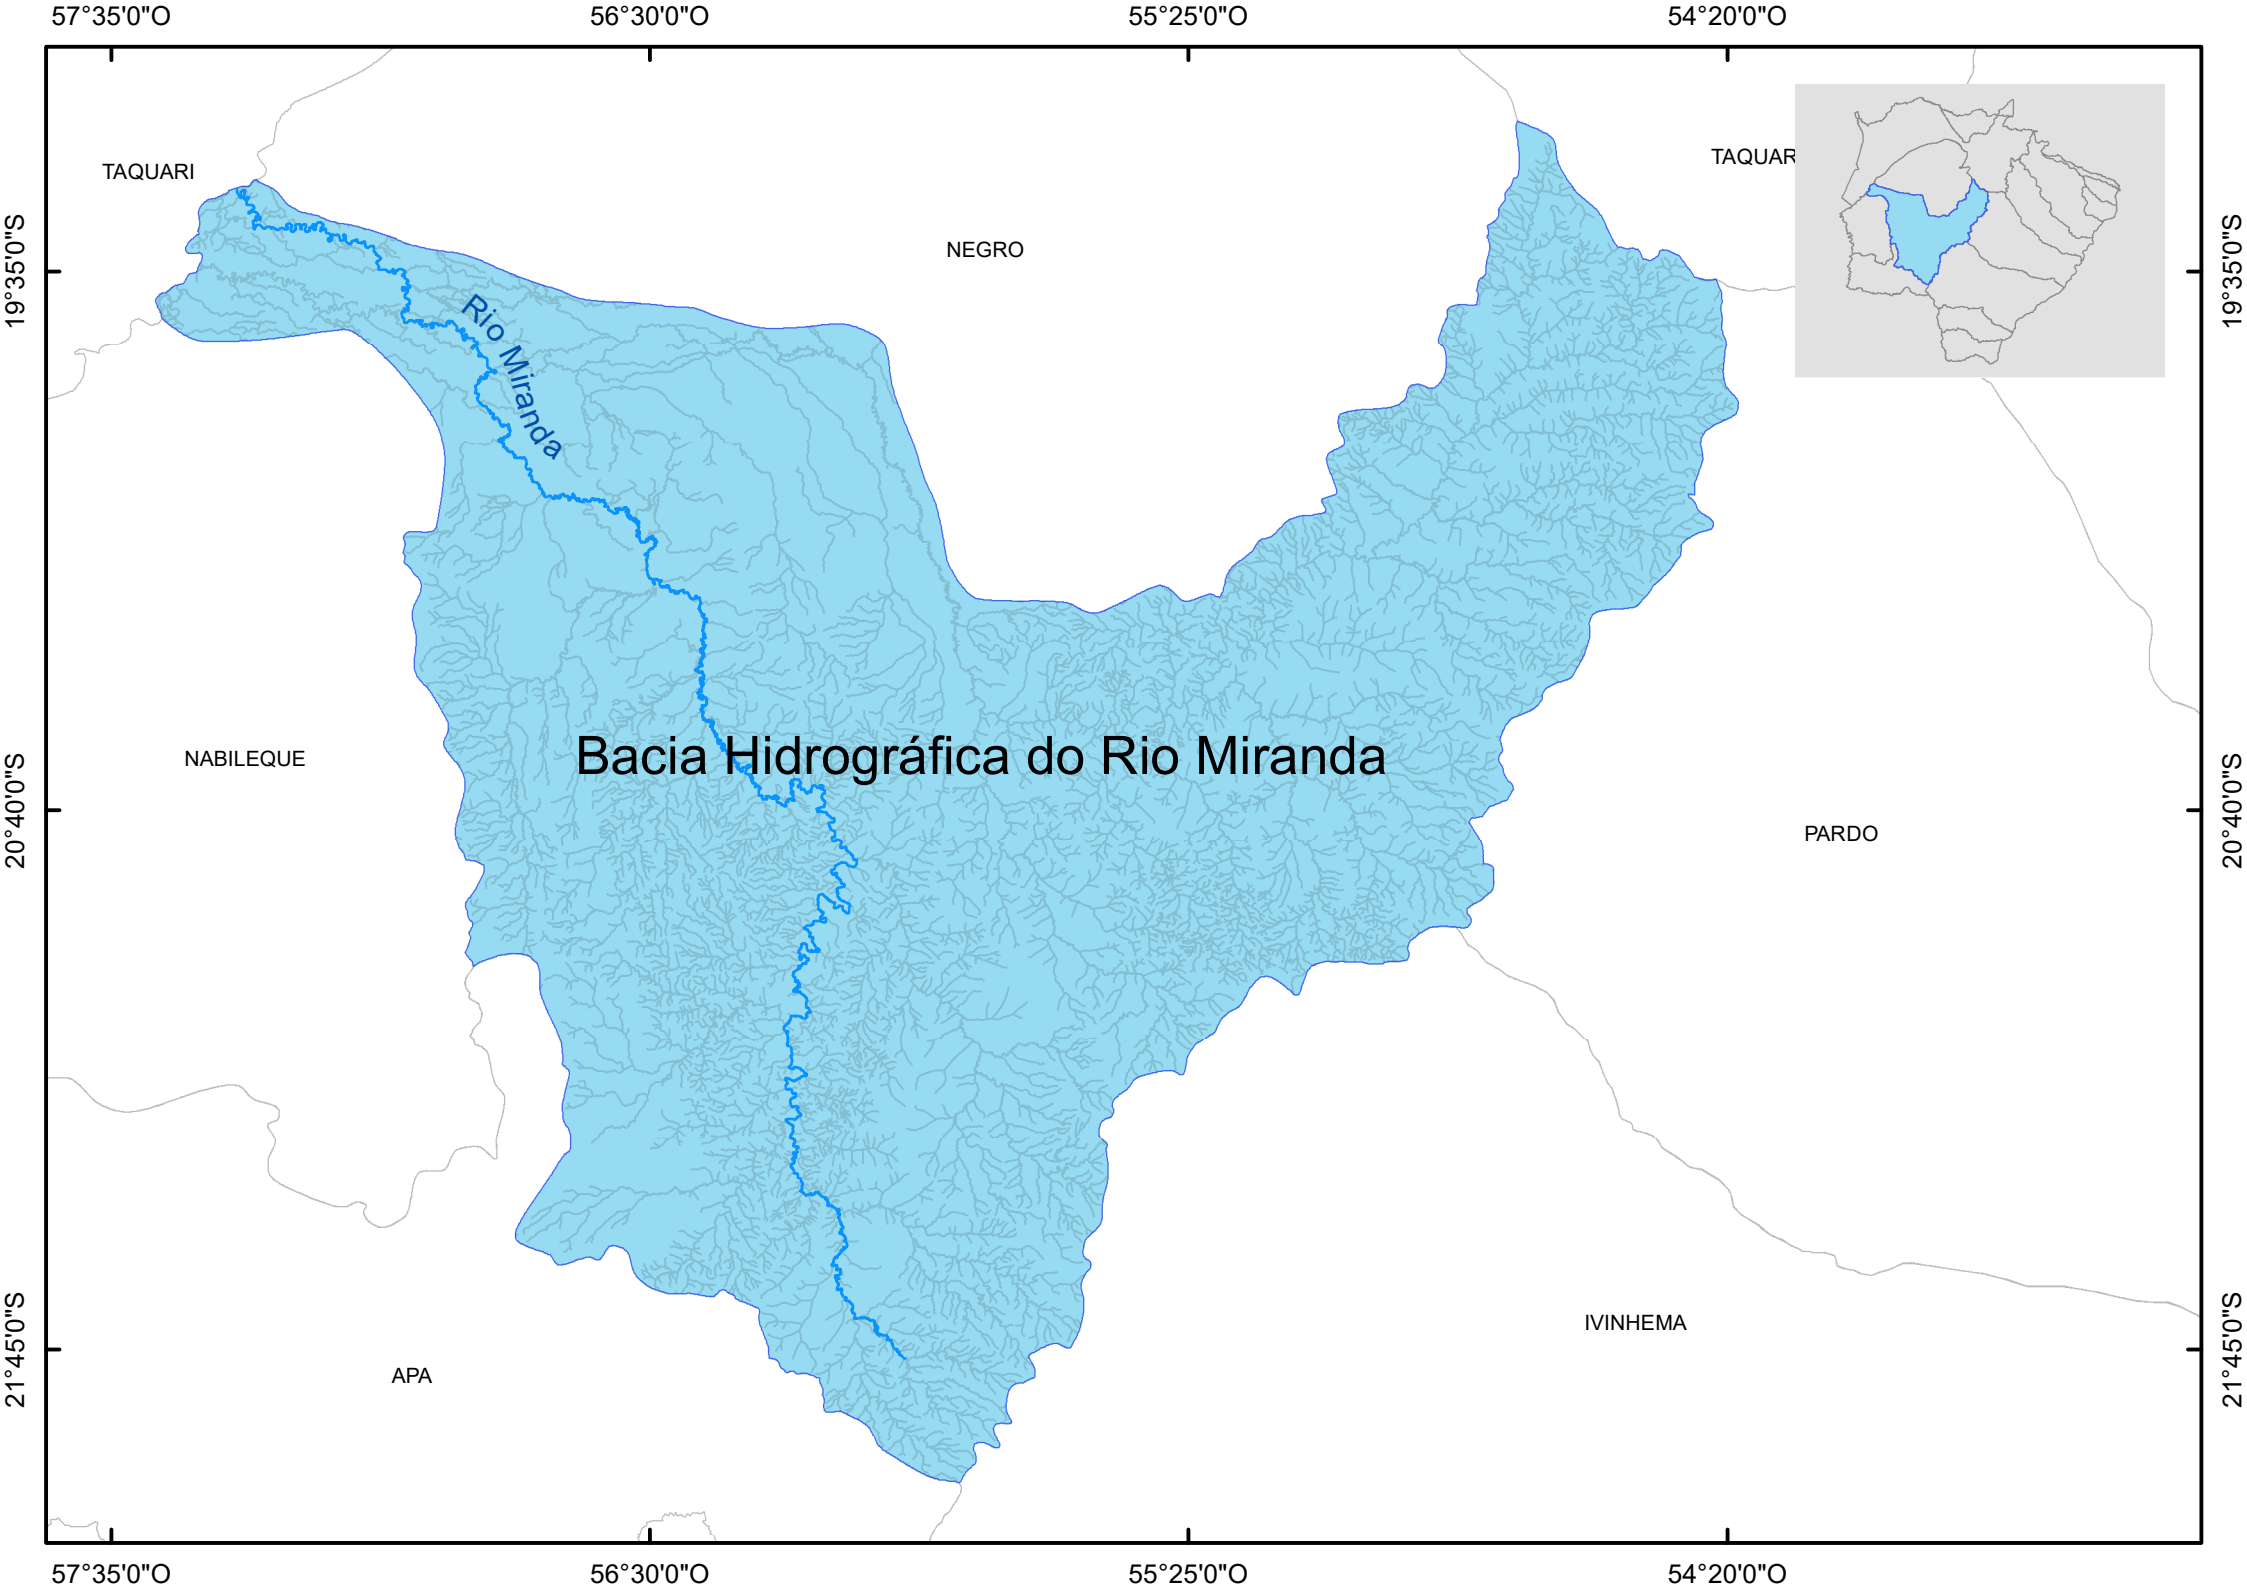 57°35'0"O
56°30'0"O
55°25'0"O
54°20'0"O
TAQUARI
TAQUAR
NEGRO
19°35'0"S
19°35'0"S
Rio Miranda
Bacia Hidrográfica do Rio Miranda
NABILEQUE
20°40'0"S
20°40'0"S
PARDO
IVINHEMA
21°45'0"S
21°45'0"S
APA
57°35'0"O
56°30'0"O
55°25'0"O
54°20'0"O